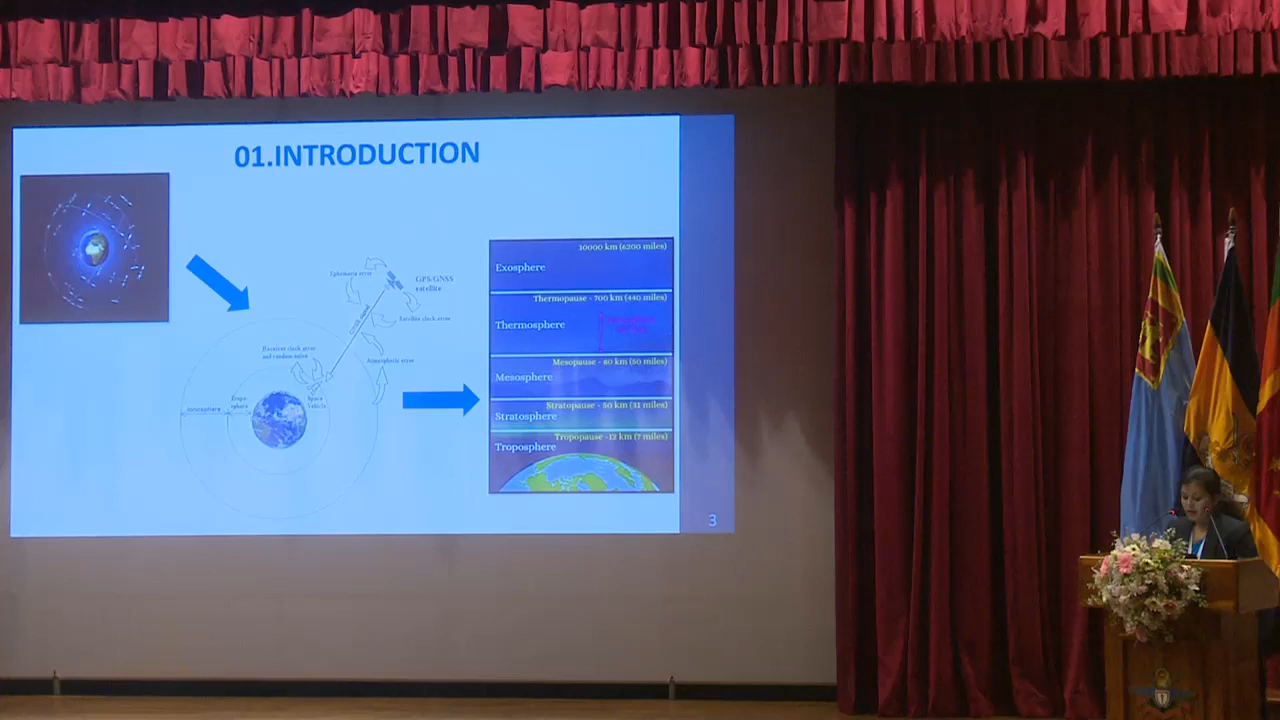 01.INTRODUCTION
Ephemeris error
GPS/GNSS
satellite
Satellite clock error
Receiver clock error
and random noise
Atmospheric error
Space
Vehicle
Ionosphere
Tropo-
sphere
10000 km (6200 miles)
Exosphere
Thermopause - 700 km (440 miles)
Thermosphere
Mesopause - 80 km (50 miles)
Mesosphere
Stratopause - 50 km (31 miles)
Stratosphere
Tropopause -12 km (7 miles)
Troposphere
3